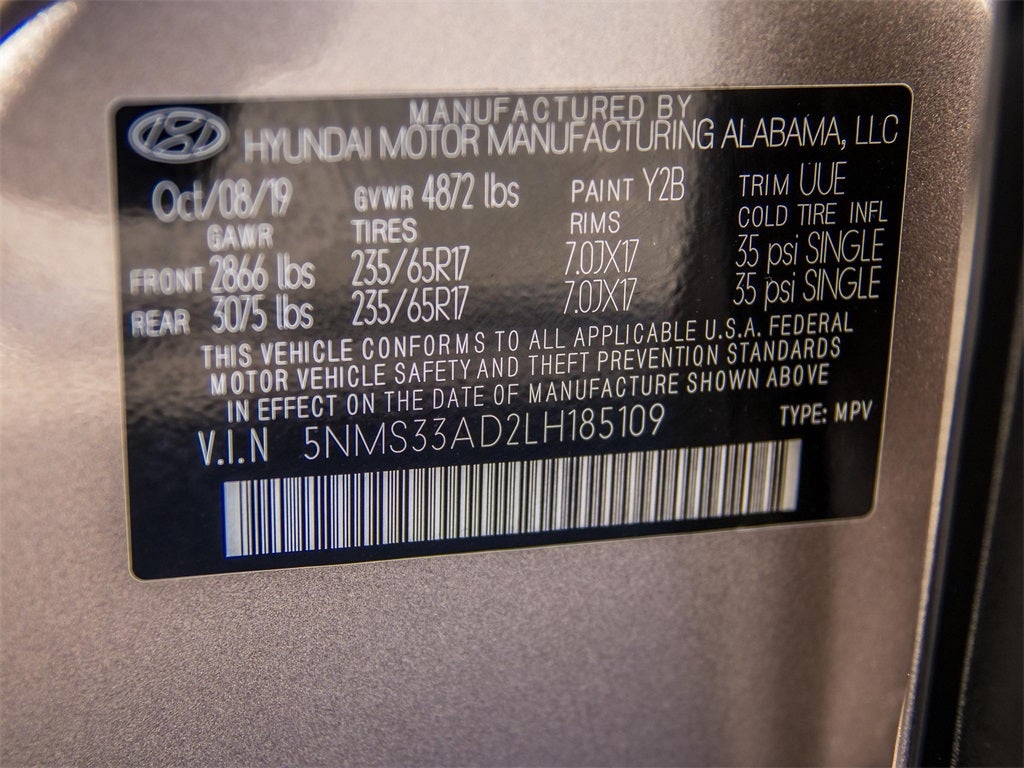 MANUFACTURED BY
HYUNDAI MOTOR MANUFACTURING ALABAMA, LLC
Oct/08/19 GVWR 4872 lbs PAINT Y2B TRIM UUE
GAWR TIRES RIMS COLD TIRE INFL
FRONT 2866 lbs 235/65R17 7.0JX17 35 psi SINGLE
REAR 3075 lbs 235/65R17 7.0JX17 35 psi SINGLE
THIS VEHICLE CONFORMS TO ALL APPLICABLE U.S.A. FEDERAL
MOTOR VEHICLE SAFETY AND THEFT PREVENTION STANDARDS
IN EFFECT ON THE DATE OF MANUFACTURE SHOWN ABOVE
V.I.N 5NMS33AD2LH185109 TYPE: MPV